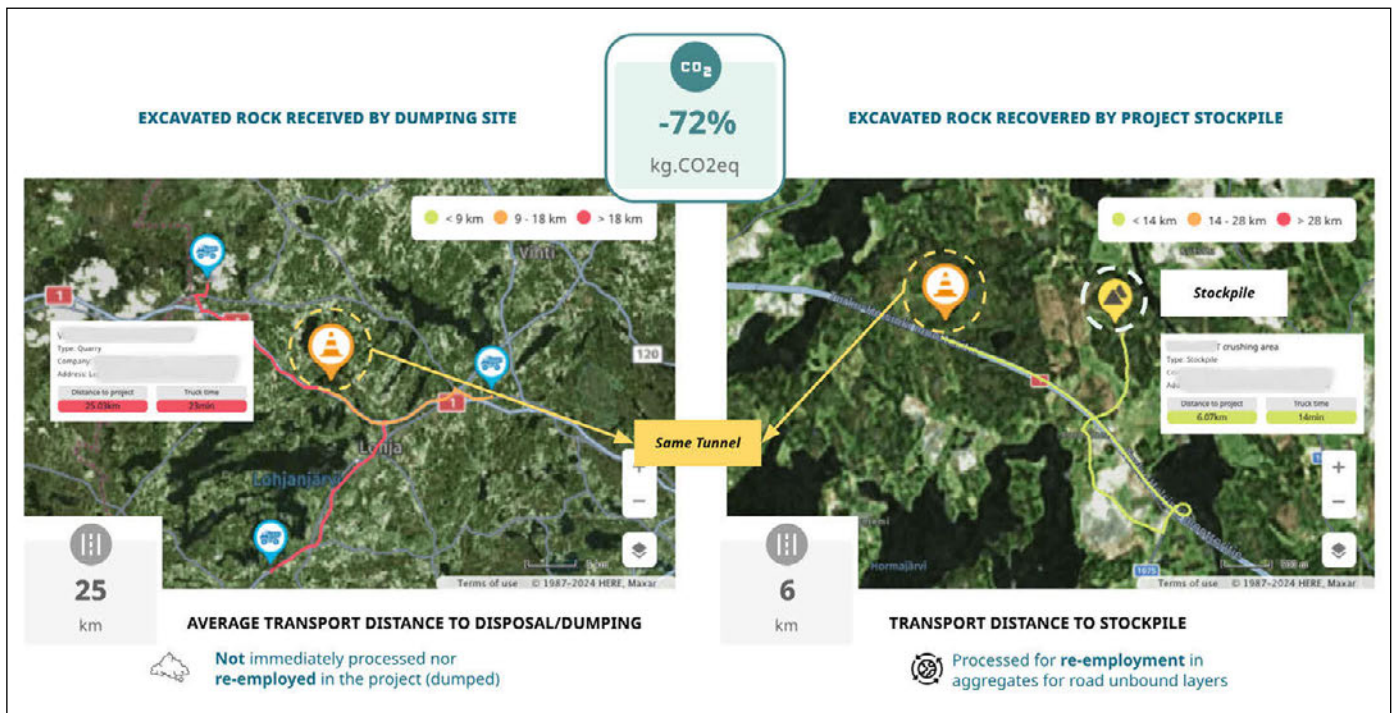 CO₂
-72%
kg.CO2eq
EXCAVATED ROCK RECEIVED BY DUMPING SITE
EXCAVATED ROCK RECOVERED BY PROJECT STOCKPILE
< 9 km 9 - 18 km > 18 km
Vihti
1
120
Type: Quarry
Company:
Address:
Distance to project Truck time
25.03km 23min
1
Lohja
Lohjanjärvi
+
−
Terms of use © 1987-2024 HERE, Maxar
25
km
AVERAGE TRANSPORT DISTANCE TO DISPOSAL/DUMPING
Not immediately processed nor
re-employed in the project (dumped)
Same Tunnel
< 14 km 14 - 28 km > 28 km
Stockpile
crushing area
Type: Stockpile
Distance to project Truck time
6.07km 14min
Hormajärvi
1075
+
−
Terms of use © 1987-2024 HERE, Maxar
6
km
TRANSPORT DISTANCE TO STOCKPILE
Processed for re-employment in
aggregates for road unbound layers